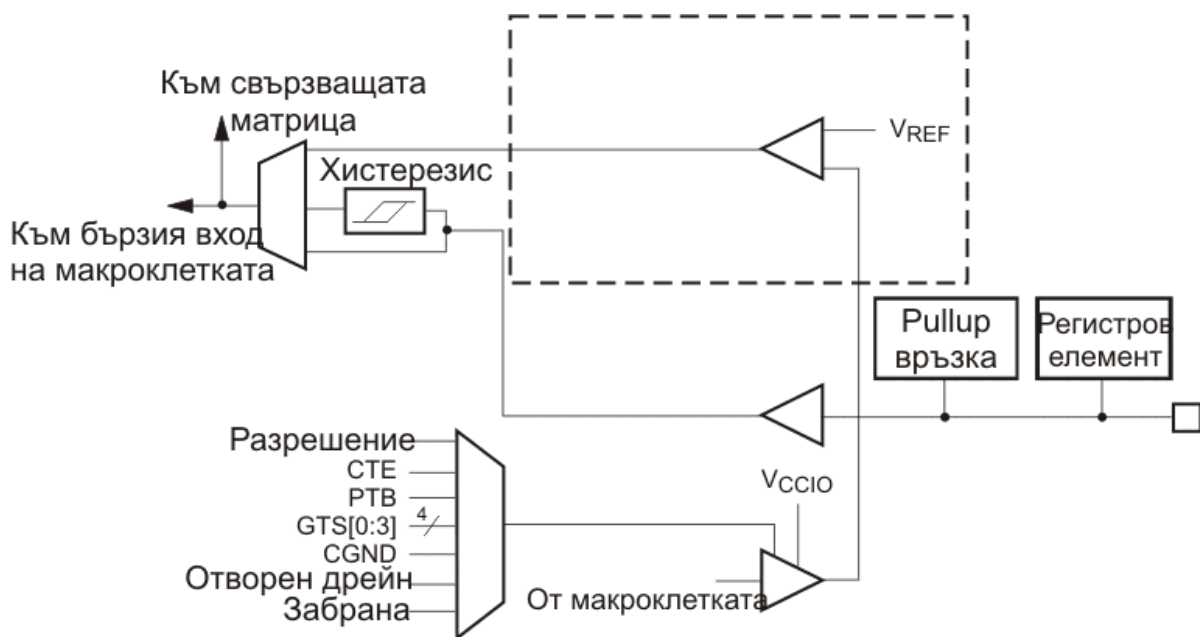 Към свързващата
матрица
VREF
Хистерезис
Към бързия вход
на макроклетката
Pullup
връзка
Регистров
елемент
Разрешение
CTE
PTB
GTS[0:3]
4
CGND
Отворен дрейн
Забрана
VCCIO
От макроклетката